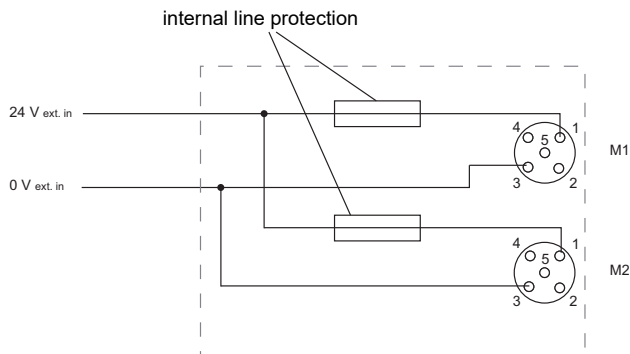 internal line protection
24 V ext. in
4
5
1
3
2
M1
0 V ext. in
4
5
1
3
2
M2